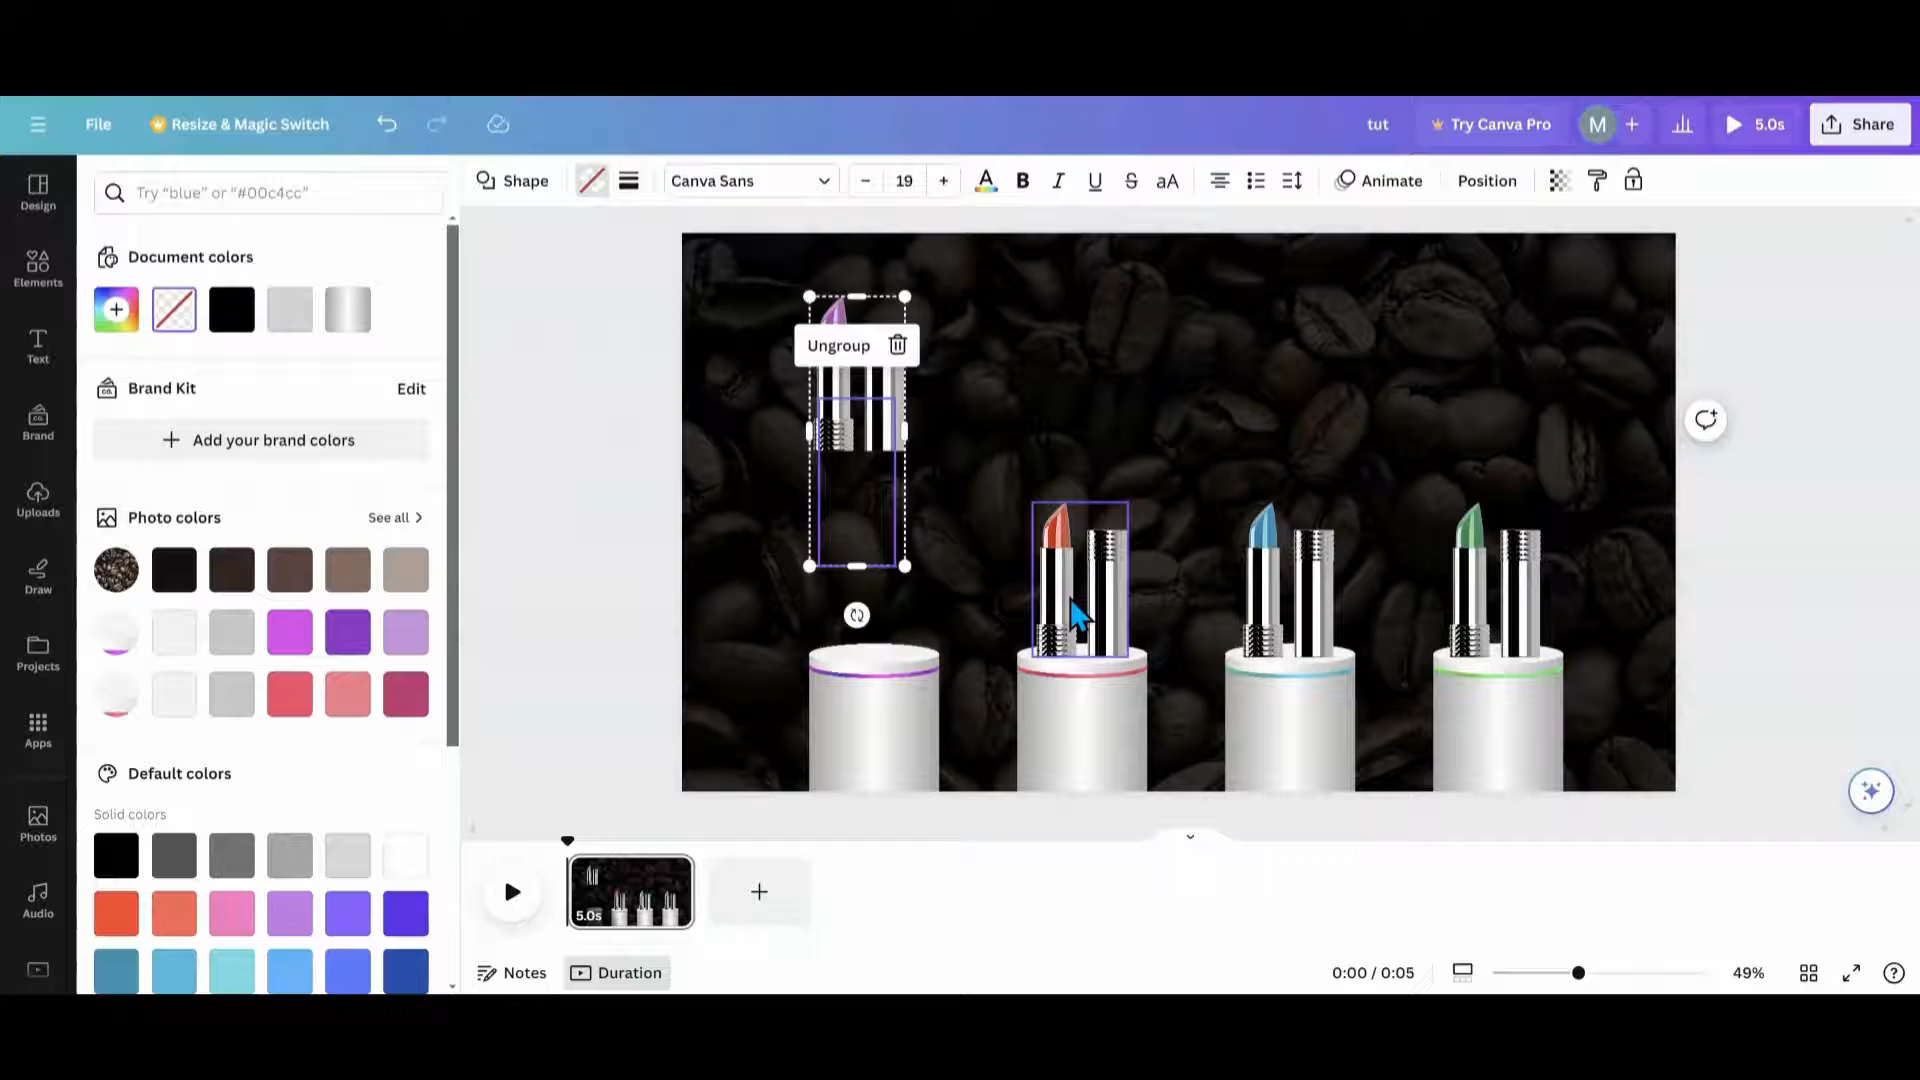 File
Resize & Magic Switch
tut
Try Canva Pro
M
5.0s
Share
Design
Elements
Text
Brand
Uploads
Draw
Projects
Apps
Photos
Audio
Try "blue" or "#00c4cc"
Document colors
Brand Kit
Edit
Add your brand colors
Photo colors
See all
Default colors
Solid colors
Shape
Canva Sans
19
A
B
I
U
S
aA
Animate
Position
Ungroup
5.0s
Notes
Duration
0:00 / 0:05
49%